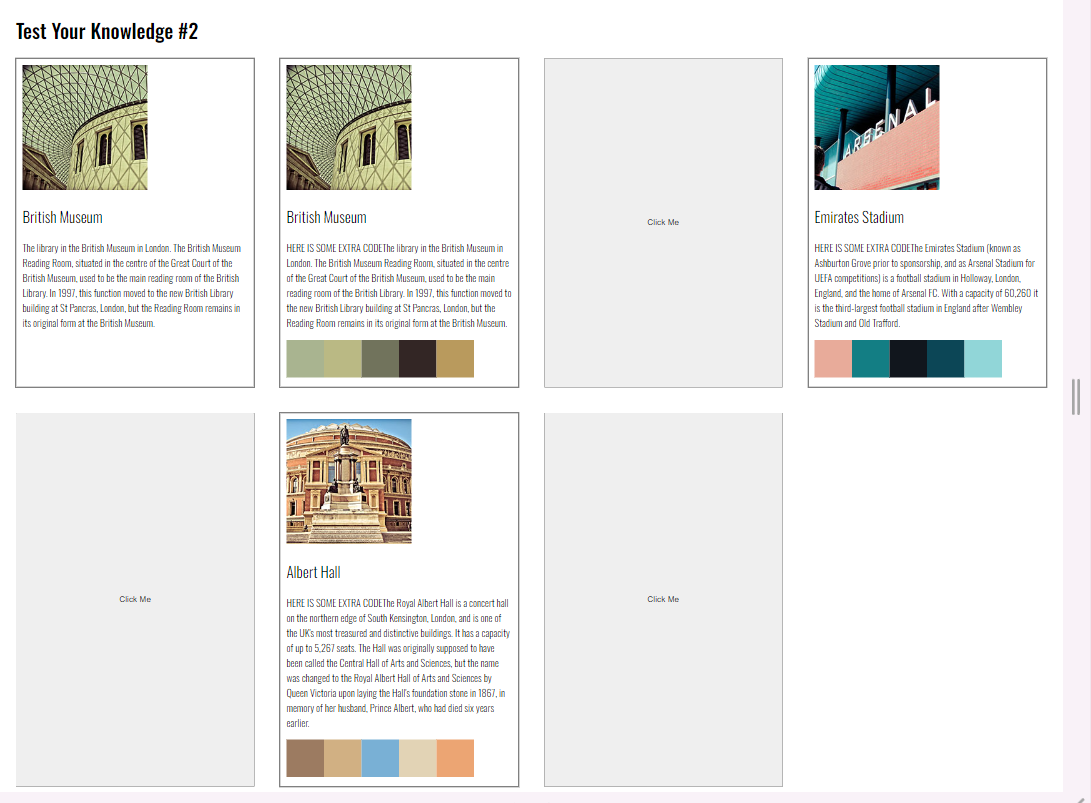 Test Your Knowledge #2
British Museum
The library in the British Museum in London. The British Museum
Reading Room, situated in the centre of the Great Court of the
British Museum, used to be the main reading room of the British
Library. In 1997, this function moved to the new British Library
building at St Pancras, London, but the Reading Room remains in
its original form at the British Museum.
British Museum
HERE IS SOME EXTRA CODEThe library in the British Museum in
London. The British Museum Reading Room, situated in the centre
of the Great Court of the British Museum, used to be the main
reading room of the British Library. In 1997, this function moved to
the new British Library building at St Pancras, London, but the
Reading Room remains in its original form at the British Museum.
Click Me
ARSENAL
Emirates Stadium
HERE IS SOME EXTRA CODEThe Emirates Stadium (known as
Ashburton Grove prior to sponsorship, and as Arsenal Stadium for
UEFA competitions) is a football stadium in Holloway, London,
England, and the home of Arsenal FC. With a capacity of 60,260 it
is the third-largest football stadium in England after Wembley
Stadium and Old Trafford.
Click Me
Albert Hall
HERE IS SOME EXTRA CODEThe Royal Albert Hall is a concert hall
on the northern edge of South Kensington, London, and is one of
the UK's most treasured and distinctive buildings. It has a capacity
of up to 5,267 seats. The Hall was originally supposed to have
been called the Central Hall of Arts and Sciences, but the name
was changed to the Royal Albert Hall of Arts and Sciences by
Queen Victoria upon laying the Hall's foundation stone in 1867, in
memory of her husband, Prince Albert, who had died six years
earlier.
Click Me